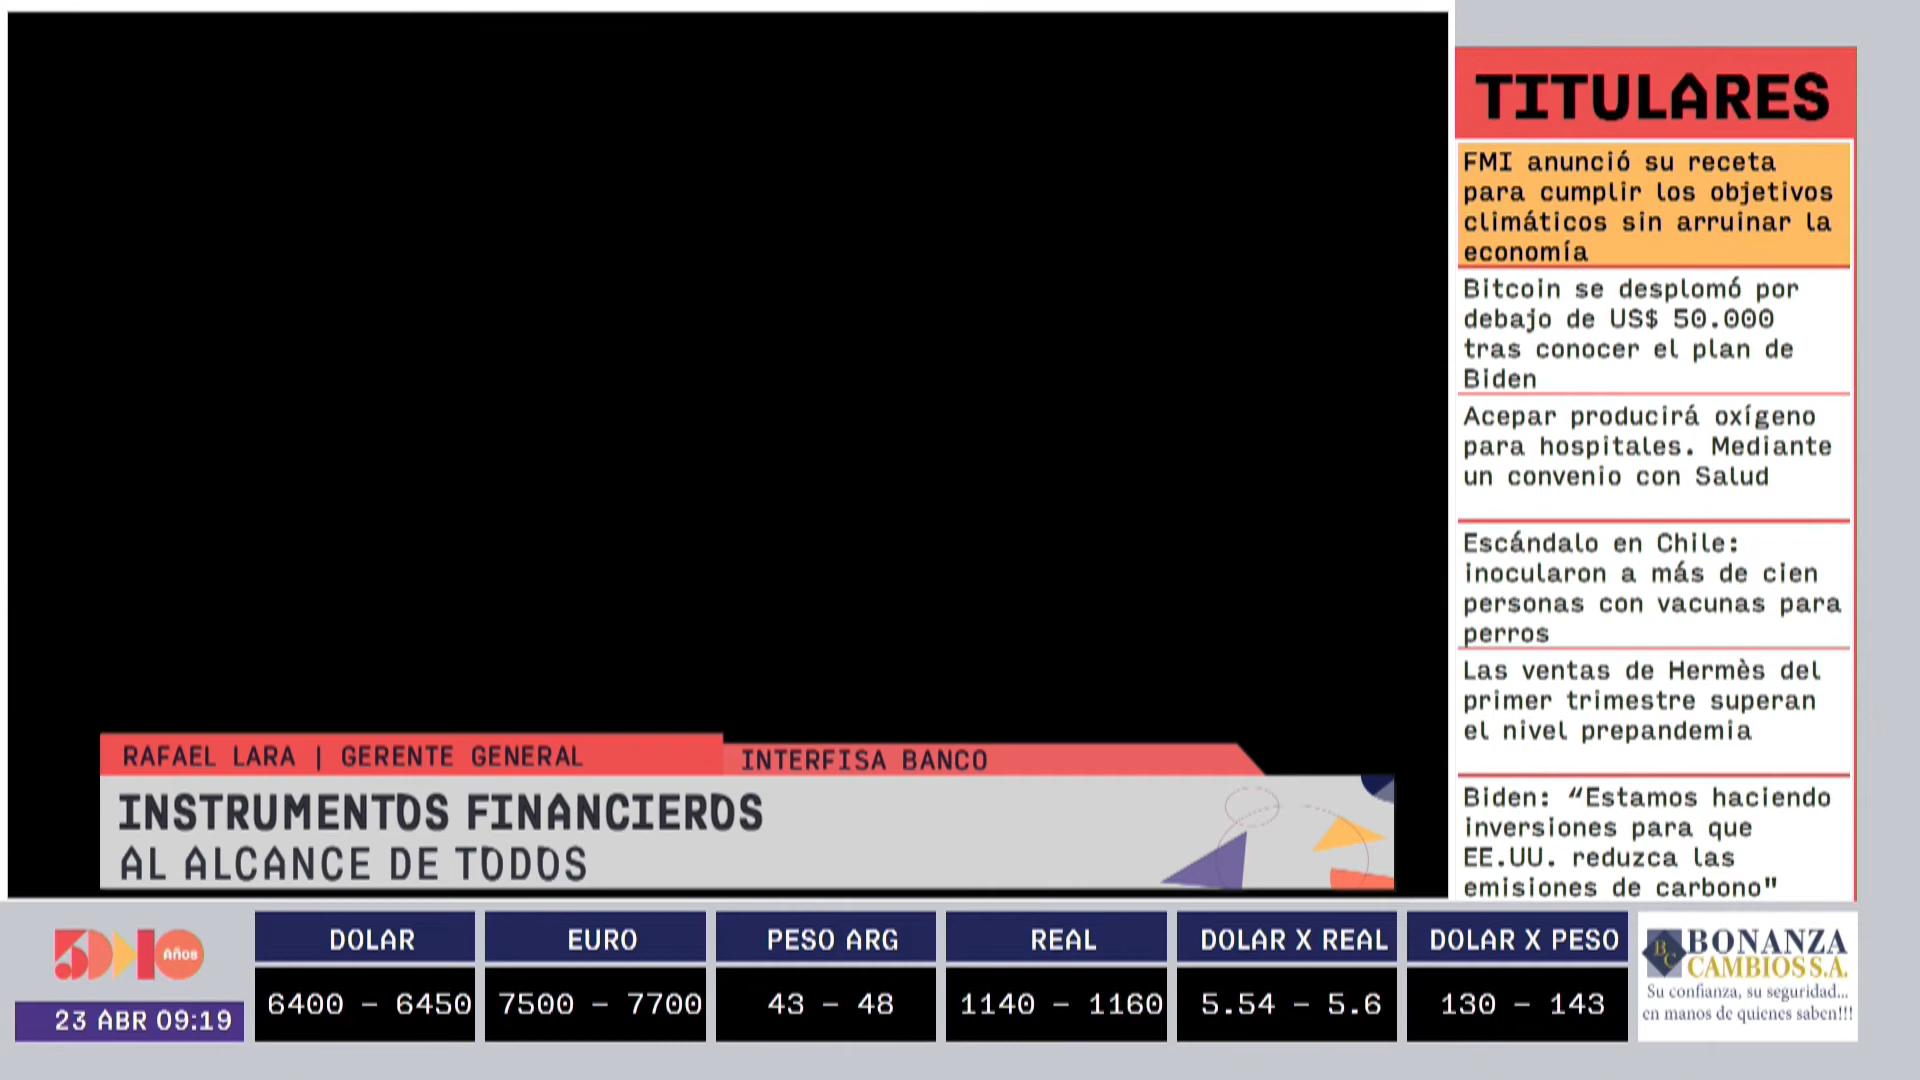 TITULARES
FMI anunció su receta
para cumplir los objetivos
climáticos sin arruinar la
economía
Bitcoin se desplomó por
debajo de US$ 50.000
tras conocer el plan de
Biden
Acepar producirá oxígeno
para hospitales. Mediante
un convenio con Salud
Escándalo en Chile:
inocularon a más de cien
personas con vacunas para
perros
Las ventas de Hermès del
primer trimestre superan
el nivel prepandemia
Biden: “Estamos haciendo
inversiones para que
EE.UU. reduzca las
emisiones de carbono"
RAFAEL LARA | GERENTE GENERAL
INTERFISA BANCO
INSTRUMENTOS FINANCIEROS
AL ALCANCE DE TODOS
5D 10 Años
23 ABR 09:19
DOLAR
6400 - 6450
EURO
7500 - 7700
PESO ARG
43 - 48
REAL
1140 - 1160
DOLAR X REAL
5.54 - 5.6
DOLAR X PESO
130 - 143
BC BONANZA
CAMBIOS S.A.
Su confianza, su seguridad...
en manos de quienes saben!!!